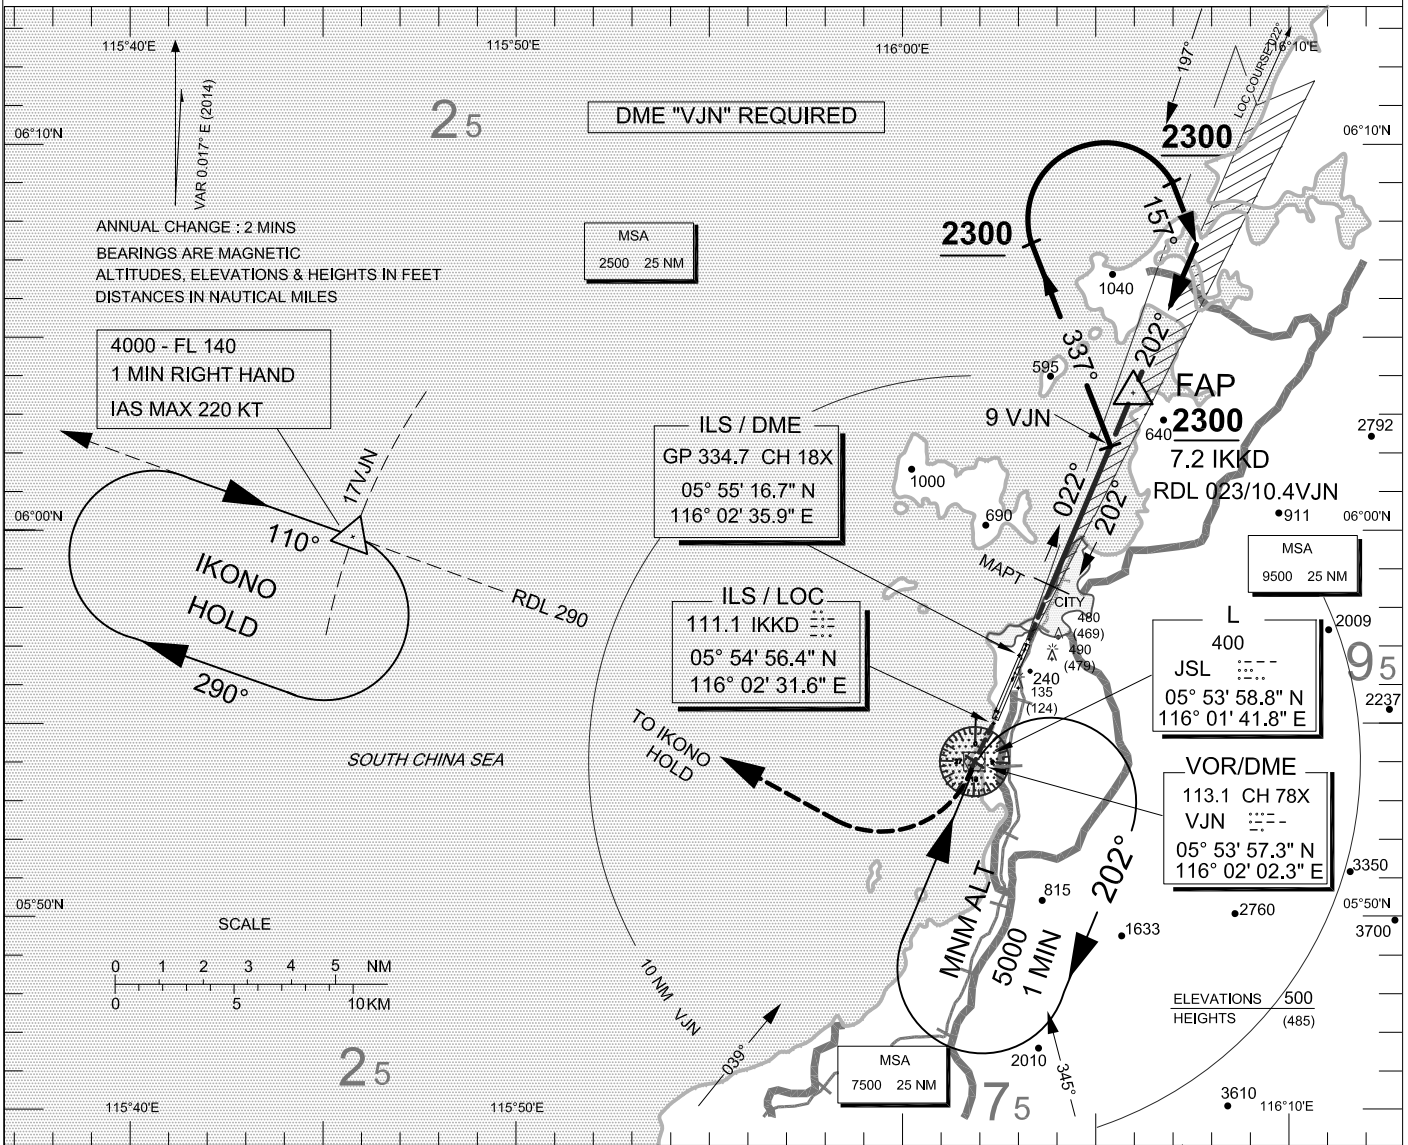 115°40'E
115°50'E
116°00'E
116°10'E
197°
LOC COURSE 022°
VAR 0.017° E (2014)
2 5
DME "VJN" REQUIRED
06°10'N
06°10'N
2300
ANNUAL CHANGE : 2 MINS
BEARINGS ARE MAGNETIC
ALTITUDES, ELEVATIONS & HEIGHTS IN FEET
DISTANCES IN NAUTICAL MILES
MSA
2500 25 NM
2300
157°
1040
4000 - FL 140
1 MIN RIGHT HAND
IAS MAX 220 KT
337°
202°
595
FAP
2300
640
7.2 IKKD
RDL 023/10.4VJN
9 VJN
2792
ILS / DME
GP 334.7 CH 18X
05° 55' 16.7" N
116° 02' 35.9" E
17VJN
1000
690
022°
202°
911
06°00'N
06°00'N
110°
IKONO
HOLD
RDL 290
290°
MAPT
MSA
9500 25 NM
ILS / LOC
111.1 IKKD
05° 54' 56.4" N
116° 02' 31.6" E
CITY
480
(469)
490
(479)
240
135
(124)
L
400
JSL
05° 53' 58.8" N
116° 01' 41.8" E
2009
9 5
2237
TO IKONO
HOLD
SOUTH CHINA SEA
VOR/DME
113.1 CH 78X
VJN
05° 53' 57.3" N
116° 02' 02.3" E
3350
05°50'N
05°50'N
202°
MNM ALT
5000
1 MIN
815
1633
2760
3700
SCALE
0 1 2 3 4 5 NM
0 5 10KM
10 NM VJN
039°
ELEVATIONS 500
HEIGHTS (485)
2010
345°
MSA
7500 25 NM
2 5
7 5
3610
115°40'E
115°50'E
116°10'E